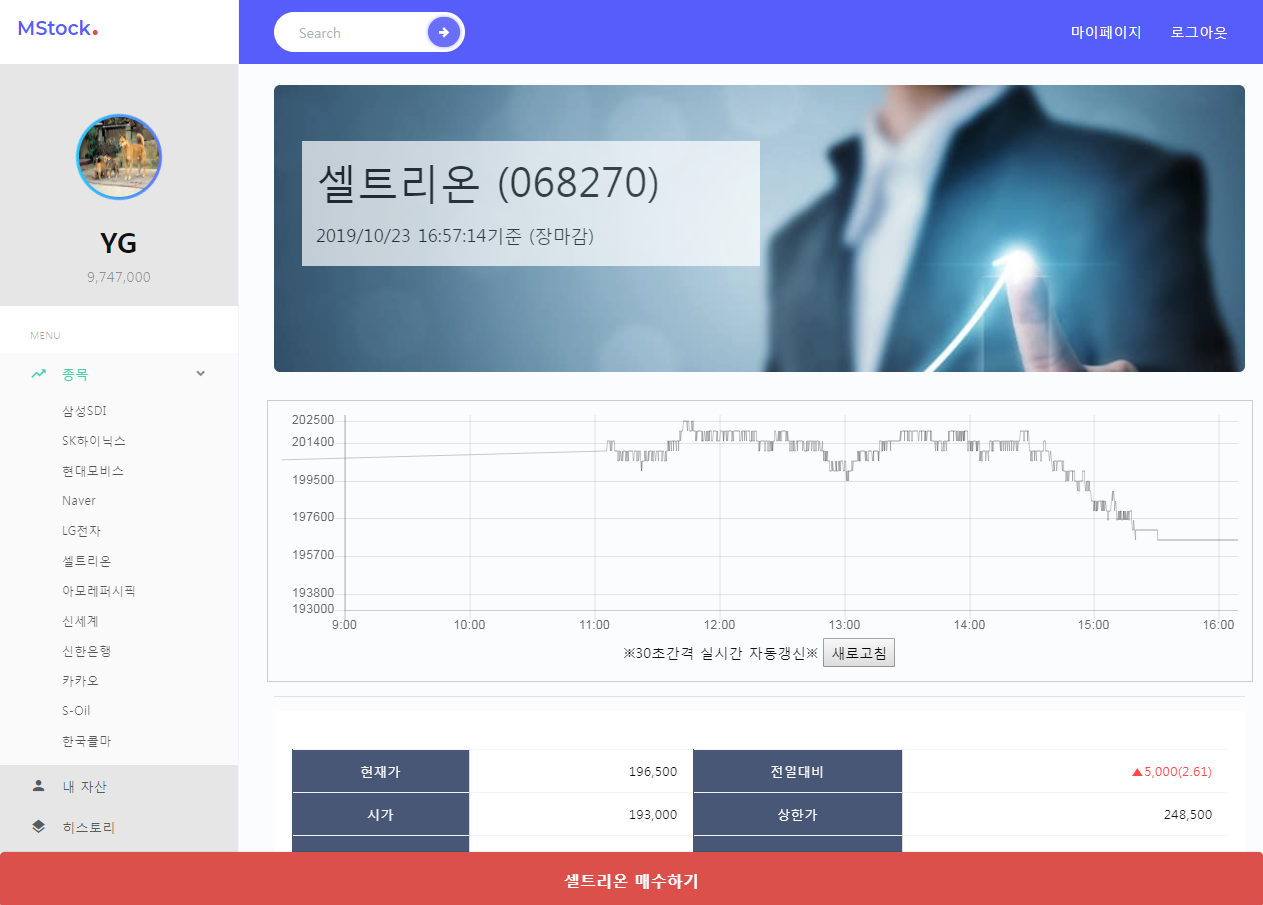 MStock.
Search
마이페이지
로그아웃
YG
9,747,000
MENU
종목
삼성SDI
SK하이닉스
현대모비스
Naver
LG전자
셀트리온
아모레퍼시픽
신세계
신한은행
카카오
S-Oil
한국콜마
내 자산
히스토리
셀트리온 (068270)
2019/10/23 16:57:14기준 (장마감)
202500
201400
199500
197600
195700
193800
193000
9:00 10:00 11:00 12:00 13:00 14:00 15:00 16:00
※30초간격 실시간 자동갱신※ 새로고침
현재가 196,500 전일대비 ▲5,000(2.61)
시가 193,000 상한가 248,500
셀트리온 매수하기